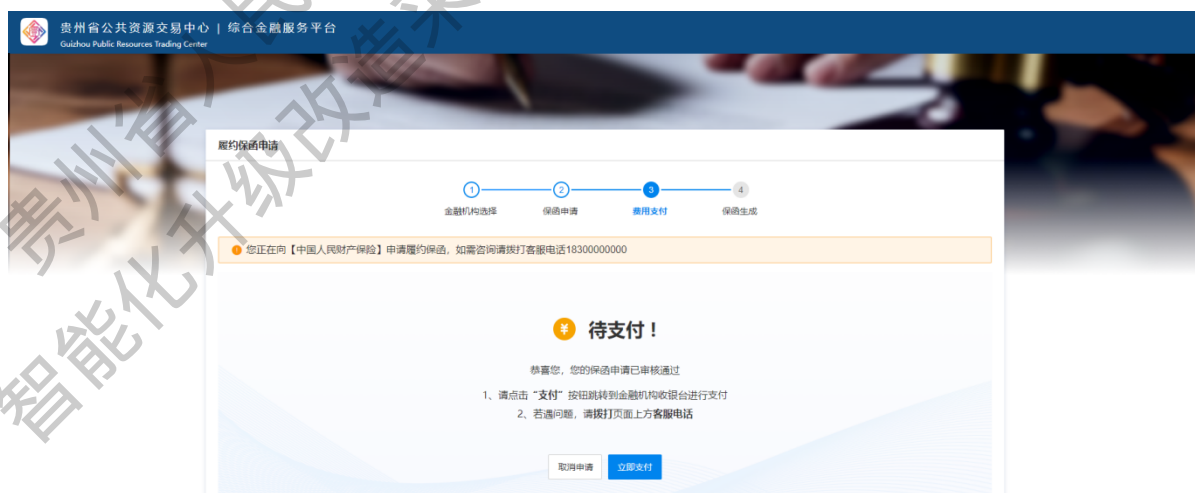 贵州省公共资源交易中心 | 综合金融服务平台
Guizhou Public Resources Trading Center
履约保函申请
1 2 3 4
金融机构选择 保函申请 费用支付 保函生成
您正在向【中国人民财产保险】申请履约保函，如需咨询请拨打客服电话18300000000
¥ 待支付！
恭喜您，您的保函申请已审核通过
1、请点击“支付”按钮跳转到金融机构收银台进行支付
2、若遇问题，请拨打页面上方客服电话
取消申请 立即支付
贵州省人民
智能化升级改造采